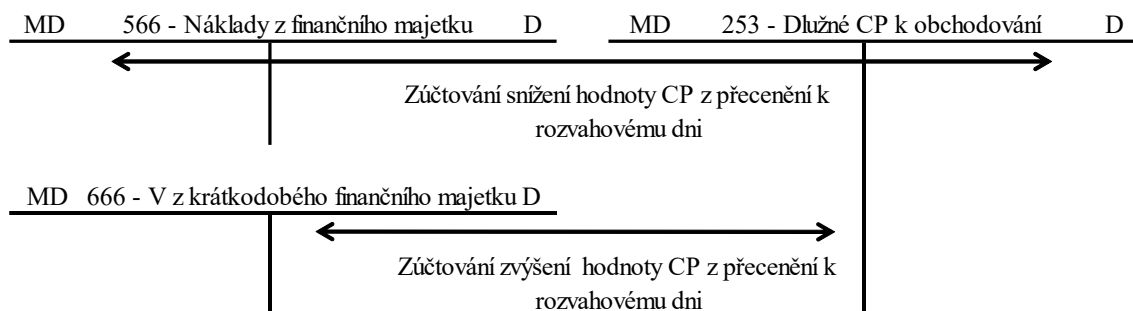 MD 566 - Náklady z finančního majetku D MD 253 - Dlužné CP k obchodování D
Zúčtování snížení hodnoty CP z přecenění k
rozvahovému dni
MD 666 - V z krátkodobého finančního majetku D
Zúčtování zvýšení hodnoty CP z přecenění k
rozvahovému dni